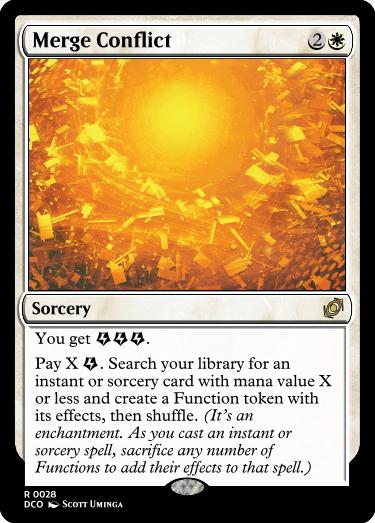 Merge Conflict 2
Sorcery
You get.
Pay X. Search your library for an
instant or sorcery card with mana value X
or less and create a Function token with
its effects, then shuffle. (It's an
enchantment. As you cast an instant or
sorcery spell, sacrifice any number of
Functions to add their effects to that spell.)
R 0028
DCO Scott Uminga